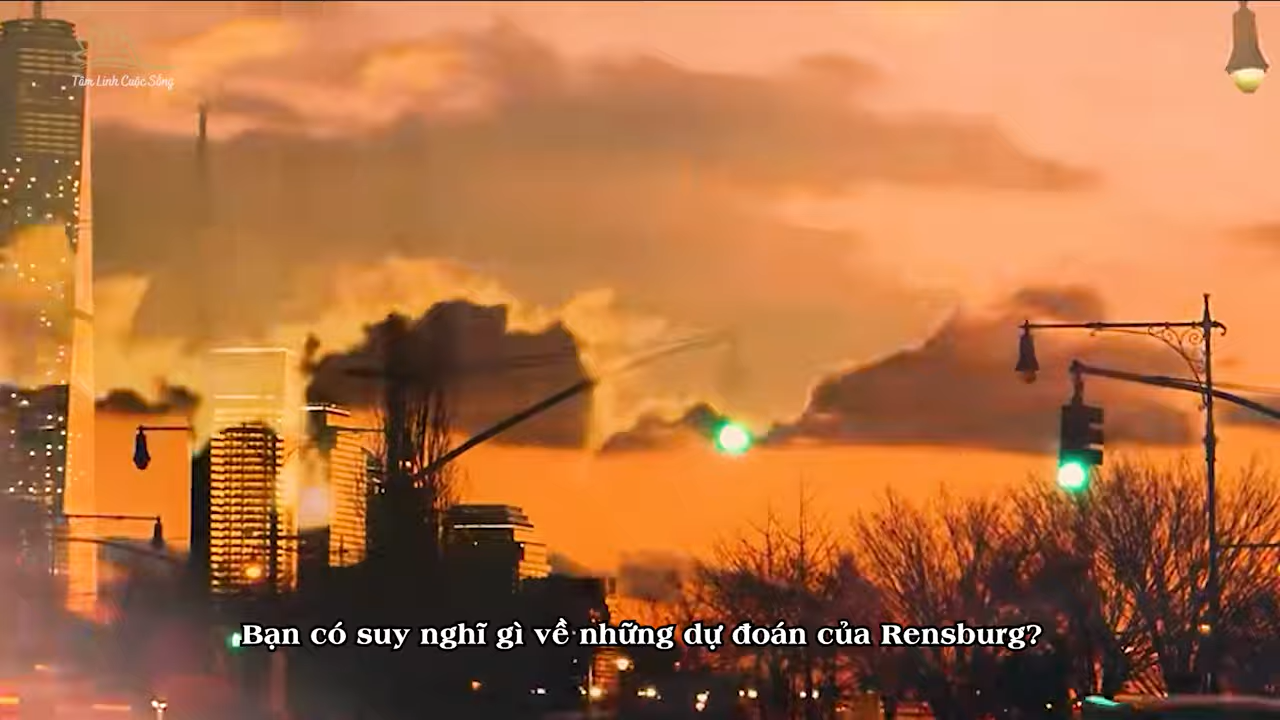 Tâm Linh Cuộc Sống
Bạn có suy nghĩ gì về những dự đoán của Rensburg?